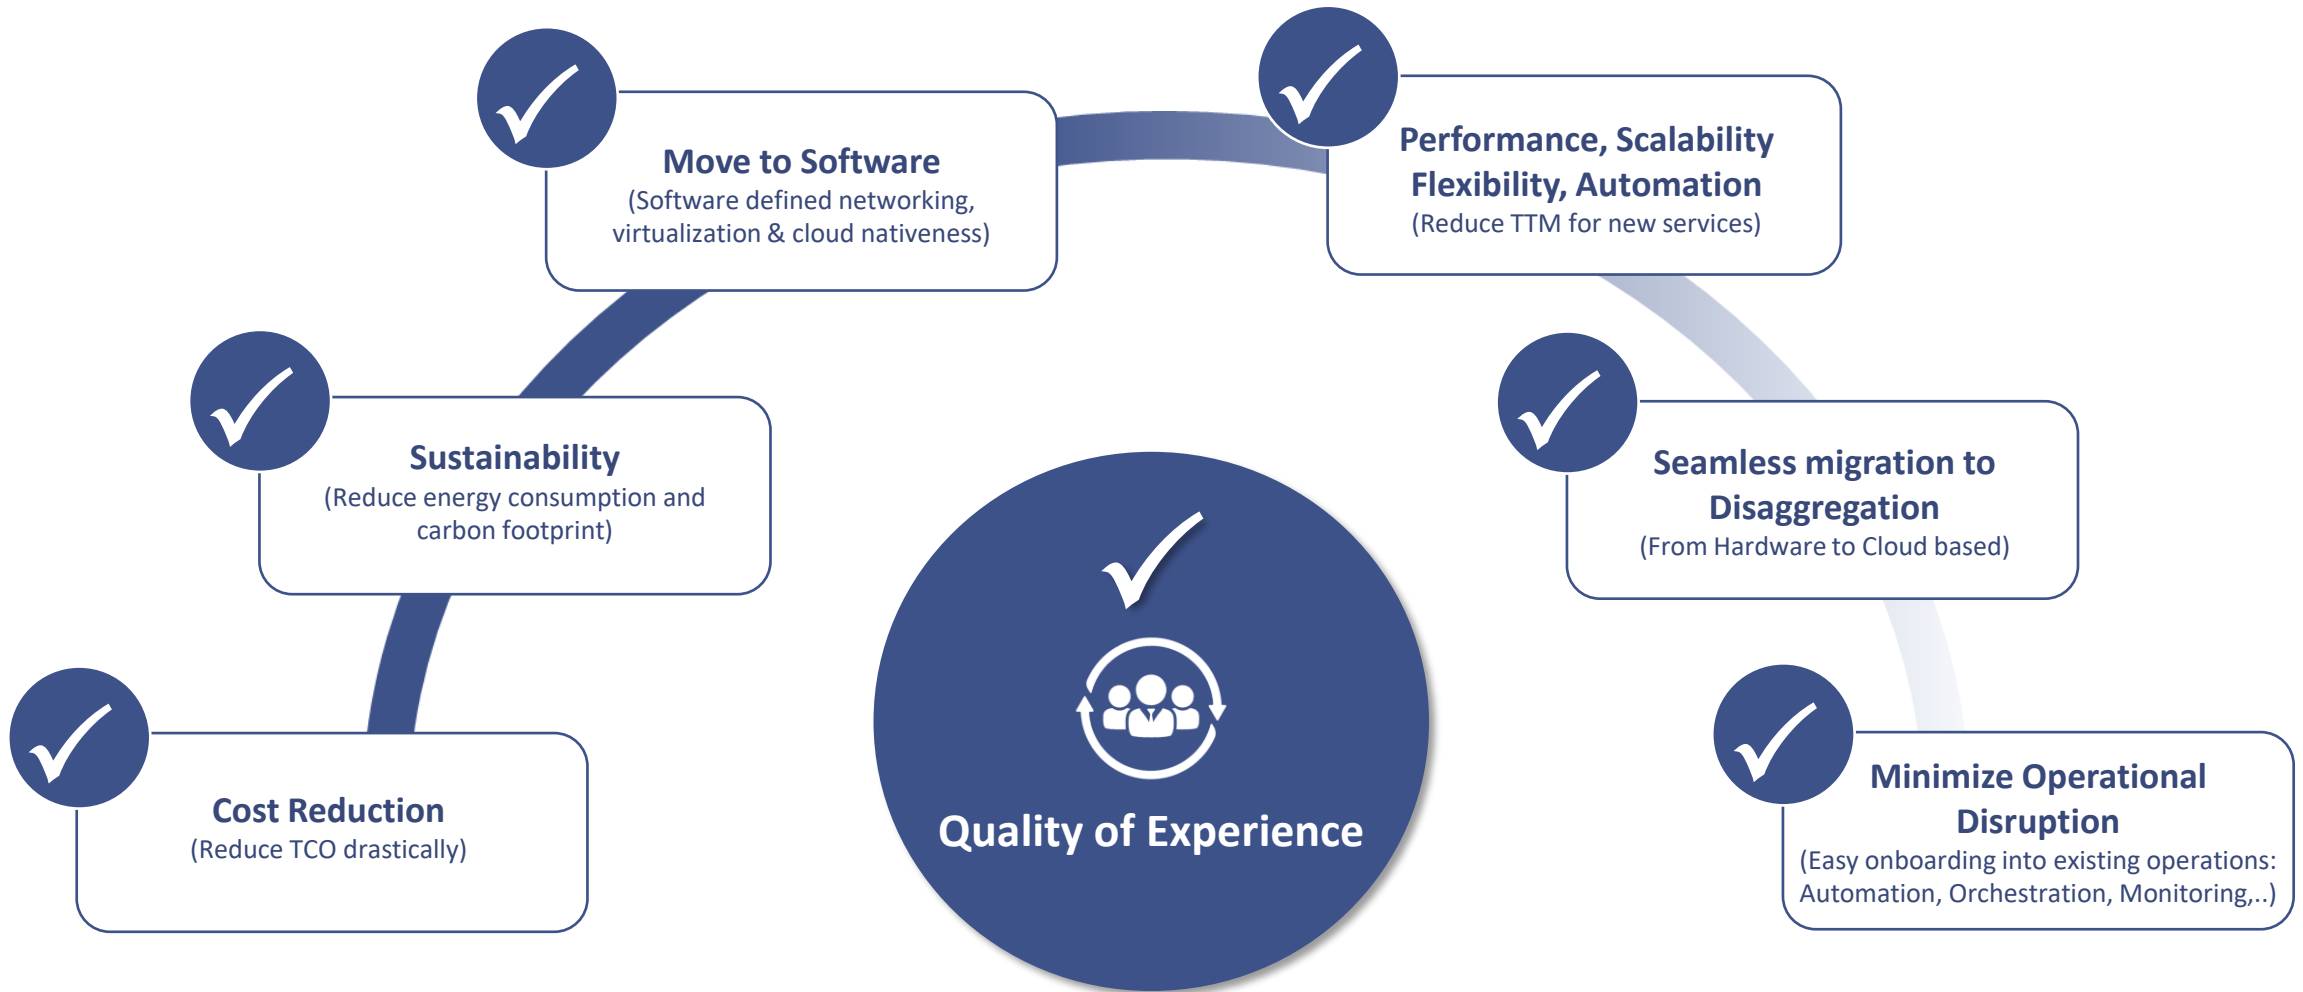 Move to Software
(Software defined networking,
virtualization & cloud nativeness)
Performance, Scalability
Flexibility, Automation
(Reduce TTM for new services)
Sustainability
(Reduce energy consumption and
carbon footprint)
Seamless migration to
Disaggregation
(From Hardware to Cloud based)
Cost Reduction
(Reduce TCO drastically)
Quality of Experience
Minimize Operational
Disruption
(Easy onboarding into existing operations:
Automation, Orchestration, Monitoring,..)